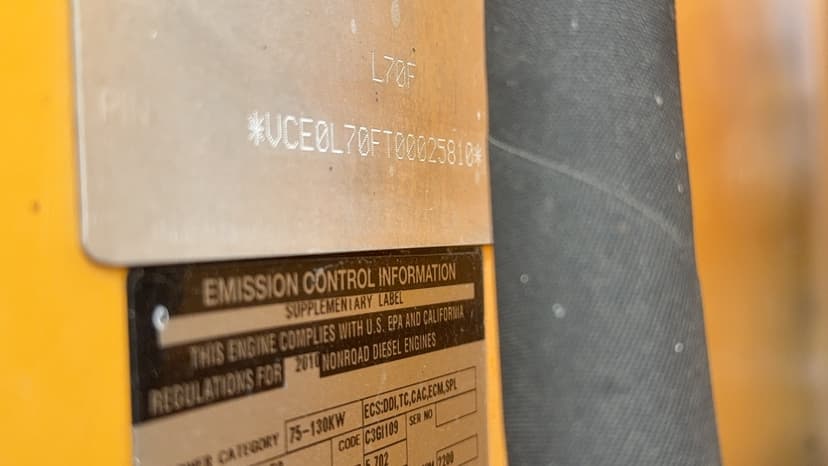 L70F
PIN
*VCE0L70FT00025810*
EMISSION CONTROL INFORMATION
SUPPLEMENTARY LABEL
THIS ENGINE COMPLIES WITH U.S. EPA AND CALIFORNIA
REGULATIONS FOR 2010 NONROAD DIESEL ENGINES
CATEGORY 75-130KW ECS:DDI,TC,CAC,ECM,SPL
CODE C3GI109 SER NO
5.702 2200